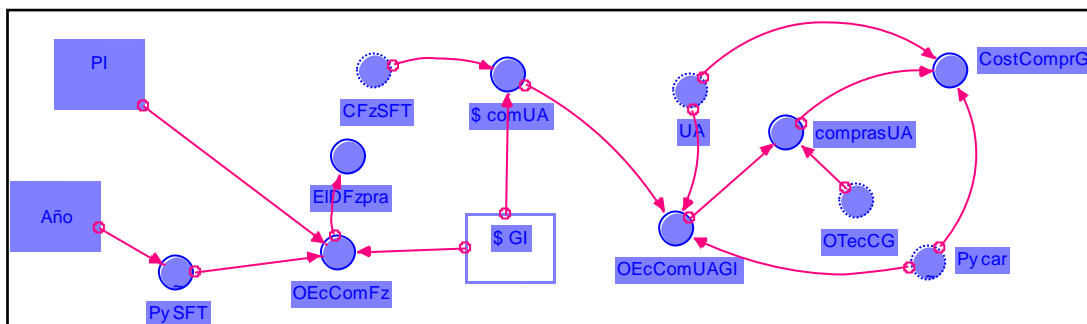 PI
CFzSFT
$ comUA
UA
CostComprG
comprasUA
EIDFzpra
Año
$ GI
OTecCG
OEcComFz
OEcComUAGI
Py car
Py SFT